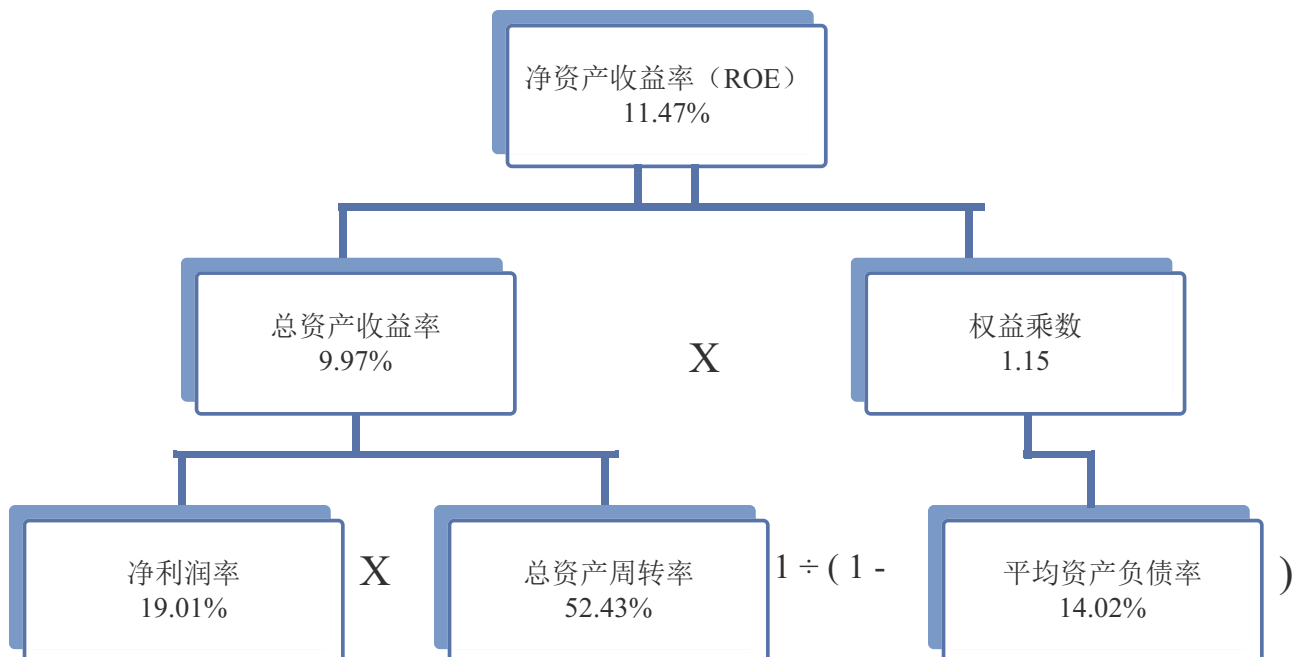 净资产收益率（ROE）
11.47%
总资产收益率
9.97%
X
权益乘数
1.15
净利润率
19.01%
X
总资产周转率
52.43%
1 ÷ ( 1 -
平均资产负债率
14.02%
)